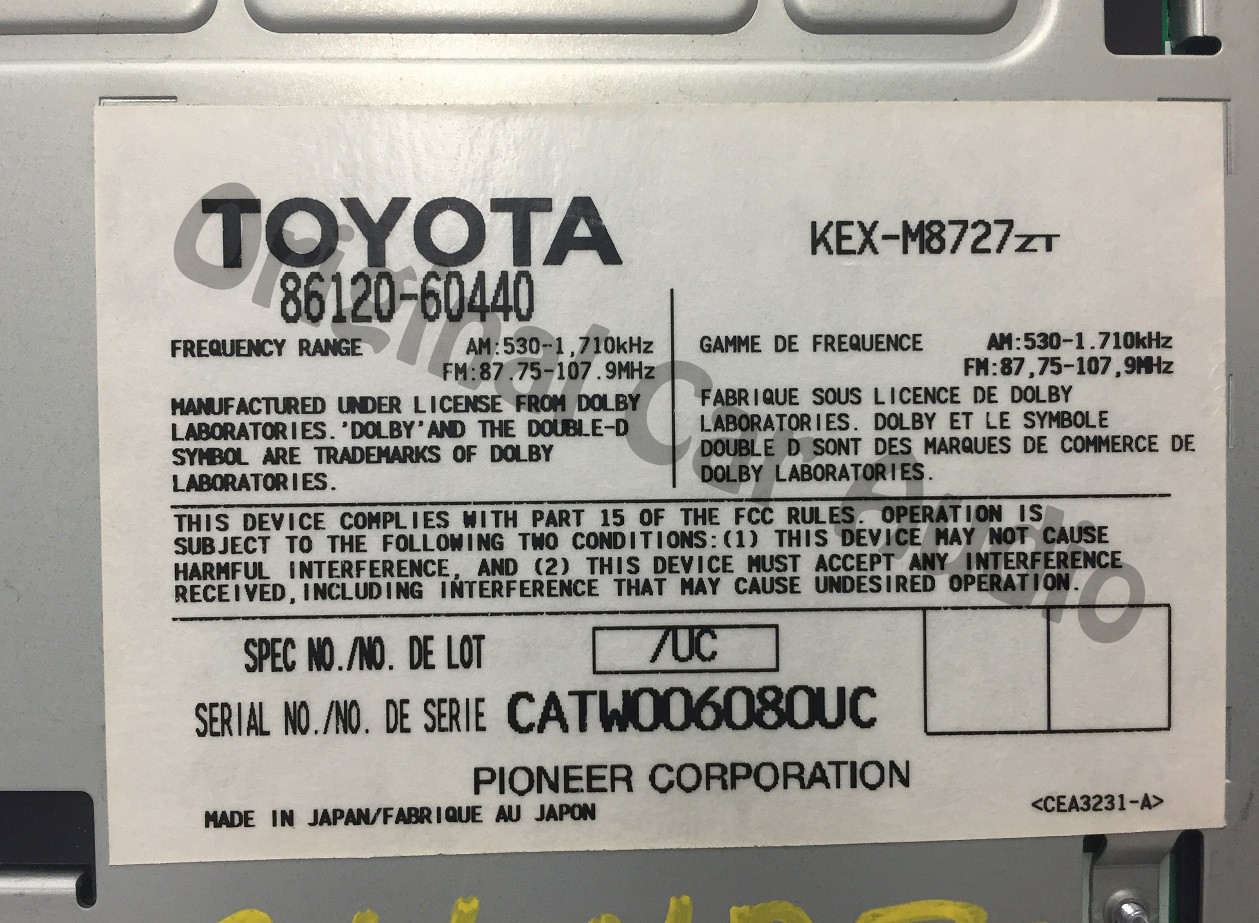 TOYOTA
86120-60440
KEX-M8727ZT
FREQUENCY RANGE AM:530-1,710kHz
FM:87.75-107.9MHz
MANUFACTURED UNDER LICENSE FROM DOLBY
LABORATORIES.'DOLBY'AND THE DOUBLE-D
SYMBOL ARE TRADEMARKS OF DOLBY
LABORATORIES.
GAMME DE FREQUENCE AM:530-1.710kHz
FM:87,75-107,9MHz
FABRIQUE SOUS LICENCE DE DOLBY
LABORATORIES. DOLBY ET LE SYMBOLE
DOUBLE D SONT DES MARQUES DE COMMERCE DE
DOLBY LABORATORIES.
THIS DEVICE COMPLIES WITH PART 15 OF THE FCC RULES. OPERATION IS
SUBJECT TO THE FOLLOWING TWO CONDITIONS:(1) THIS DEVICE MAY NOT CAUSE
HARMFUL INTERFERENCE, AND (2) THIS DEVICE MUST ACCEPT ANY INTERFERENCE
RECEIVED,INCLUDING INTERFERENCE THAT MAY CAUSE UNDESIRED OPERATION.
SPEC NO./NO. DE LOT /UC
SERIAL NO./NO. DE SERIE CATW006080UC
PIONEER CORPORATION
MADE IN JAPAN/FABRIQUE AU JAPON
<CEA3231-A>
Original Car Audio